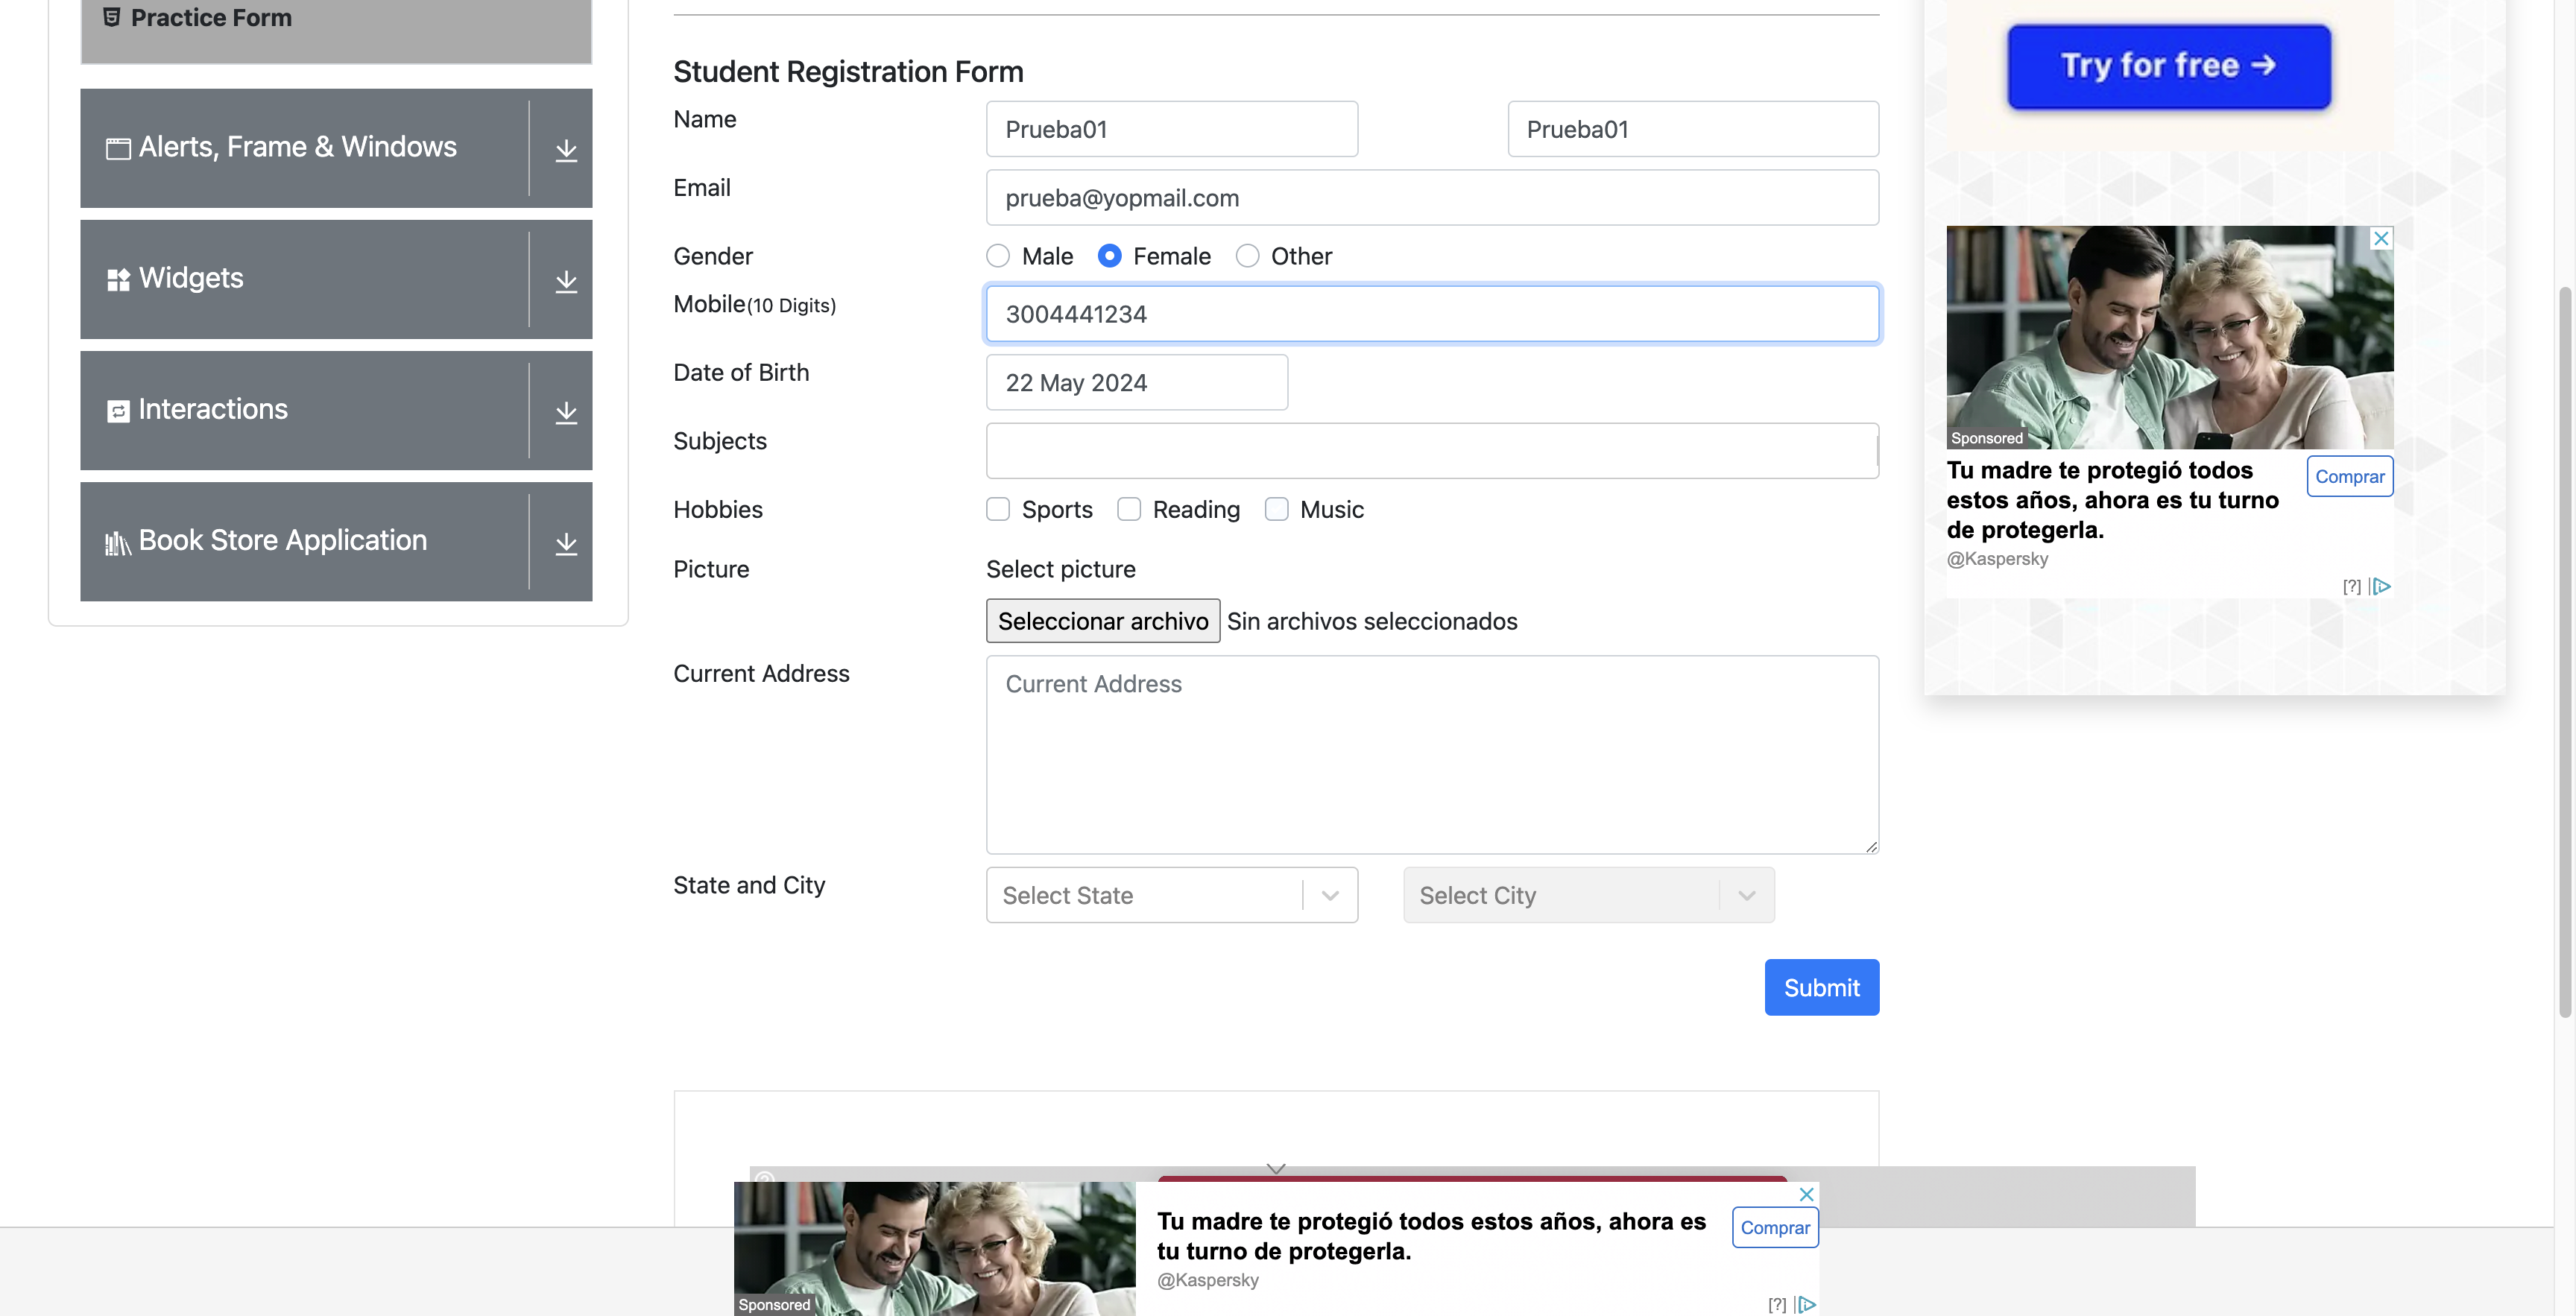 Practice Form
Alerts, Frame & Windows
Widgets
Interactions
Book Store Application
Student Registration Form
Name
Prueba01
Prueba01
Email
prueba@yopmail.com
Gender
Male
Female
Other
Mobile(10 Digits)
3004441234
Date of Birth
22 May 2024
Subjects
Hobbies
Sports
Reading
Music
Picture
Select picture
Seleccionar archivo
Sin archivos seleccionados
Current Address
Current Address
State and City
Select State
Select City
Submit
Try for free →
Sponsored
Tu madre te protegió todos
estos años, ahora es tu turno
de protegerla.
Comprar
@Kaspersky
[?]
Sponsored
Tu madre te protegió todos estos años, ahora es
tu turno de protegerla.
Comprar
@Kaspersky
[?]